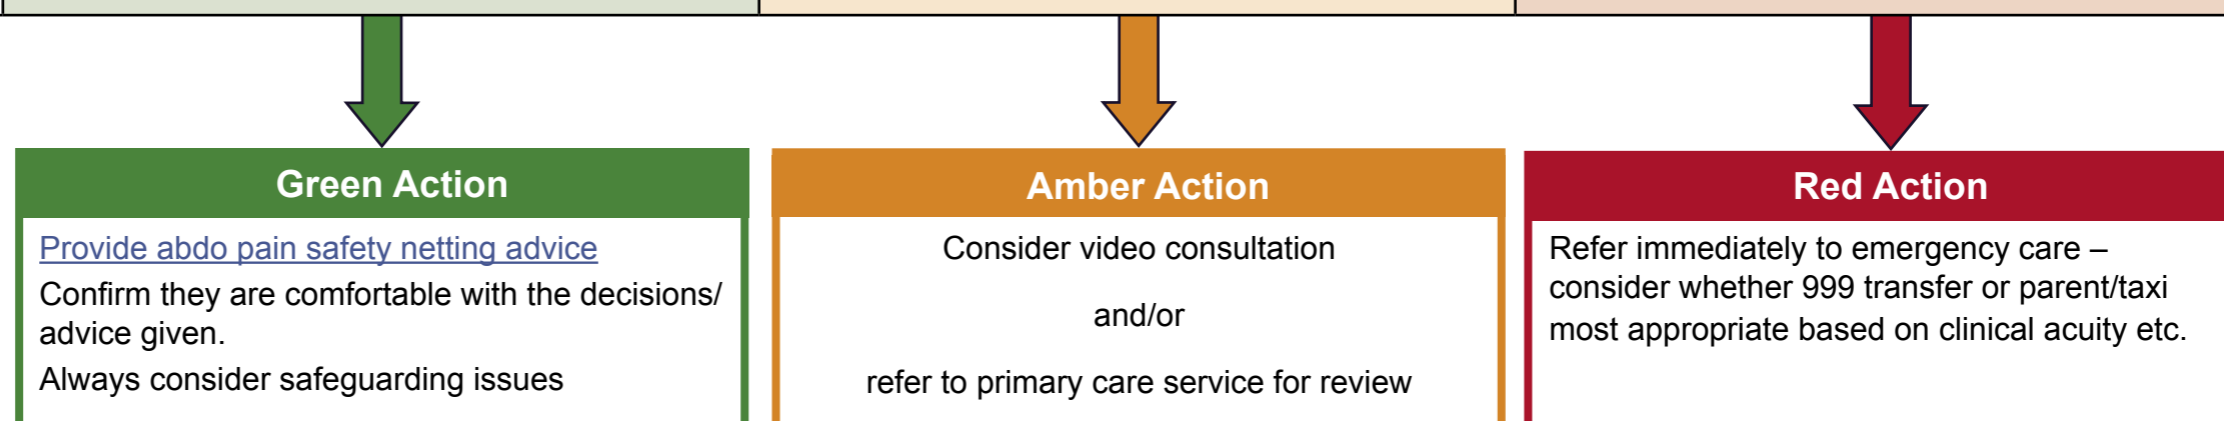 Green Action
Provide abdo pain safety netting advice
Confirm they are comfortable with the decisions/
advice given.
Always consider safeguarding issues
Amber Action
Consider video consultation
and/or
refer to primary care service for review
Red Action
Refer immediately to emergency care –
consider whether 999 transfer or parent/taxi
most appropriate based on clinical acuity etc.